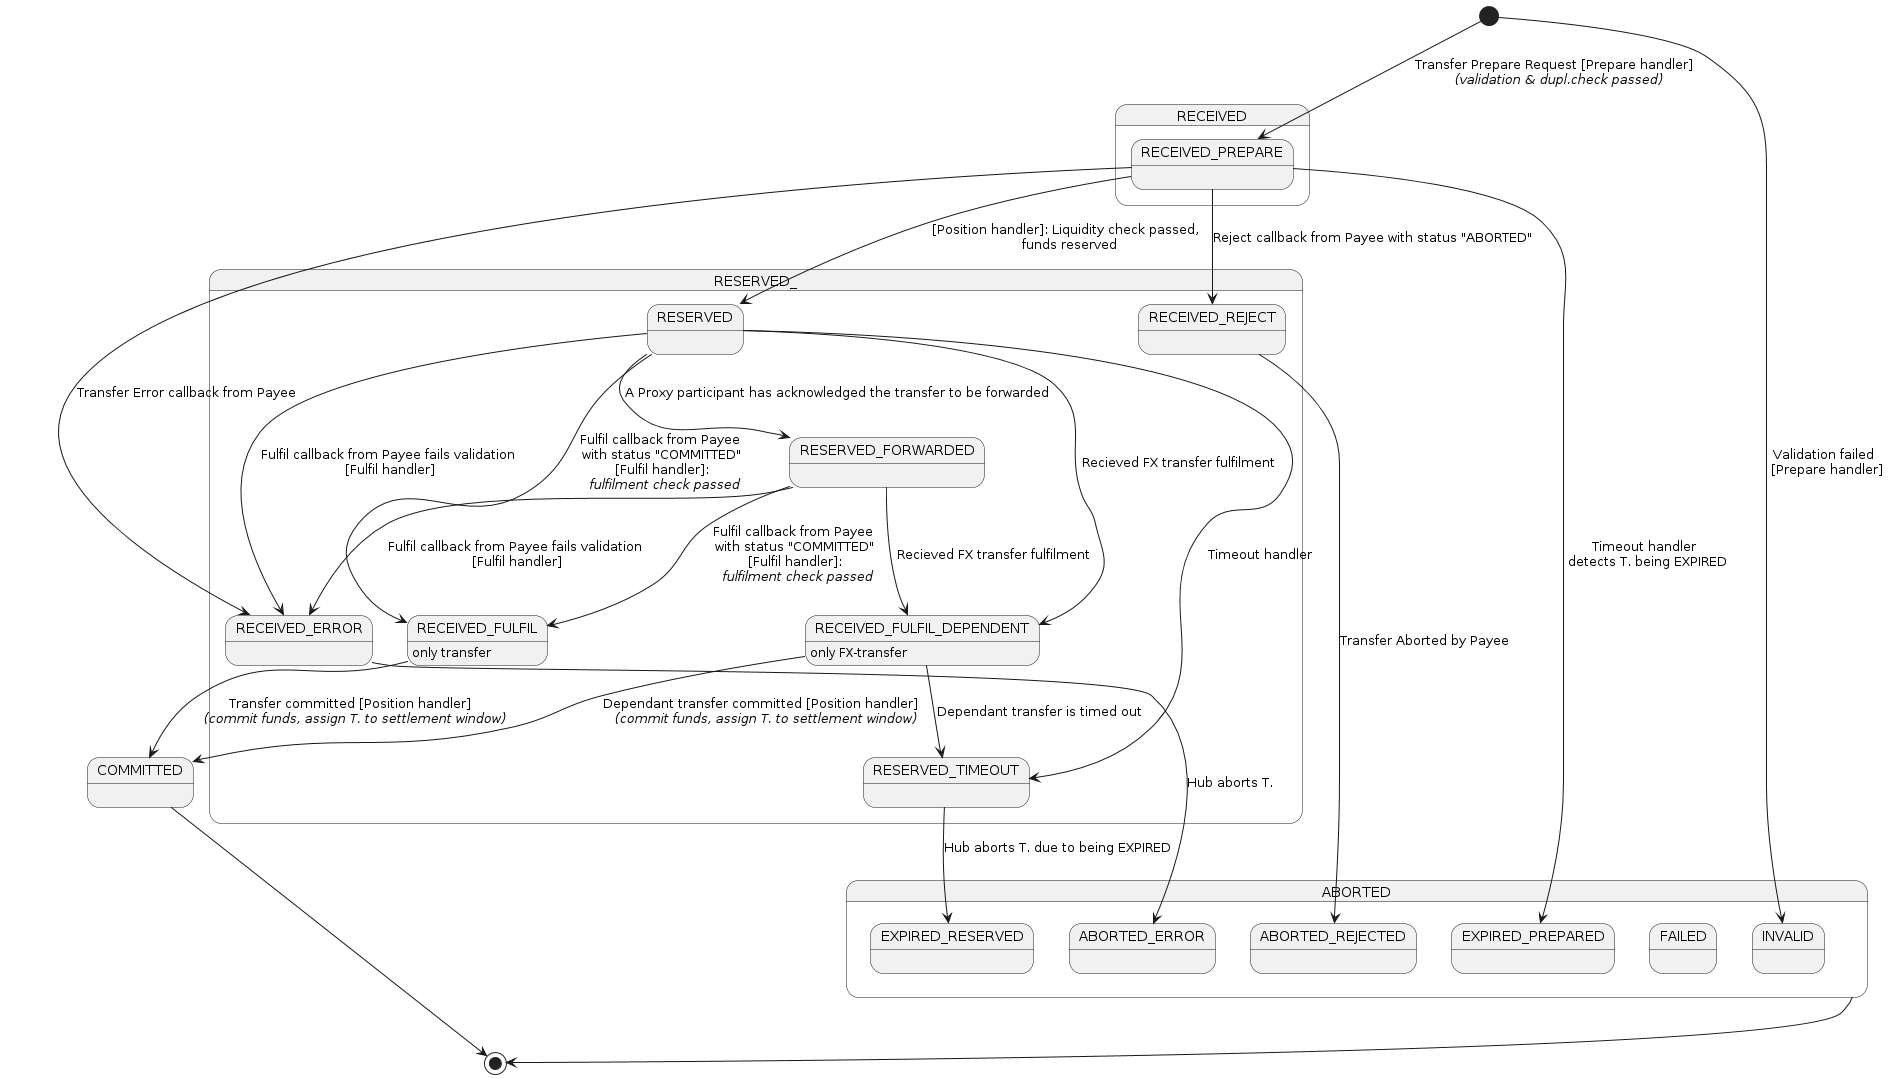 Transfer Prepare Request [Prepare handler]
(validation & dupl.check passed)
RECEIVED
RECEIVED_PREPARE
[Position handler]: Liquidity check passed,
funds reserved
Reject callback from Payee with status "ABORTED"
RESERVED_
RESERVED
RECEIVED_REJECT
Transfer Error callback from Payee
A Proxy participant has acknowledged the transfer to be forwarded
Fulfil callback from Payee fails validation
[Fulfil handler]
Fulfil callback from Payee
with status "COMMITTED"
[Fulfil handler]:
fulfilment check passed
RESERVED_FORWARDED
Recieved FX transfer fulfilment
Validation failed
[Prepare handler]
Fulfil callback from Payee fails validation
[Fulfil handler]
Fulfil callback from Payee
with status "COMMITTED"
[Fulfil handler]:
fulfilment check passed
Recieved FX transfer fulfilment
Timeout handler
Timeout handler
detects T. being EXPIRED
RECEIVED_ERROR
RECEIVED_FULFIL
only transfer
RECEIVED_FULFIL_DEPENDENT
only FX-transfer
Transfer Aborted by Payee
Transfer committed [Position handler]
(commit funds, assign T. to settlement window)
Dependant transfer committed [Position handler]
(commit funds, assign T. to settlement window)
Dependant transfer is timed out
COMMITTED
RESERVED_TIMEOUT
Hub aborts T.
Hub aborts T. due to being EXPIRED
ABORTED
EXPIRED_RESERVED
ABORTED_ERROR
ABORTED_REJECTED
EXPIRED_PREPARED
FAILED
INVALID